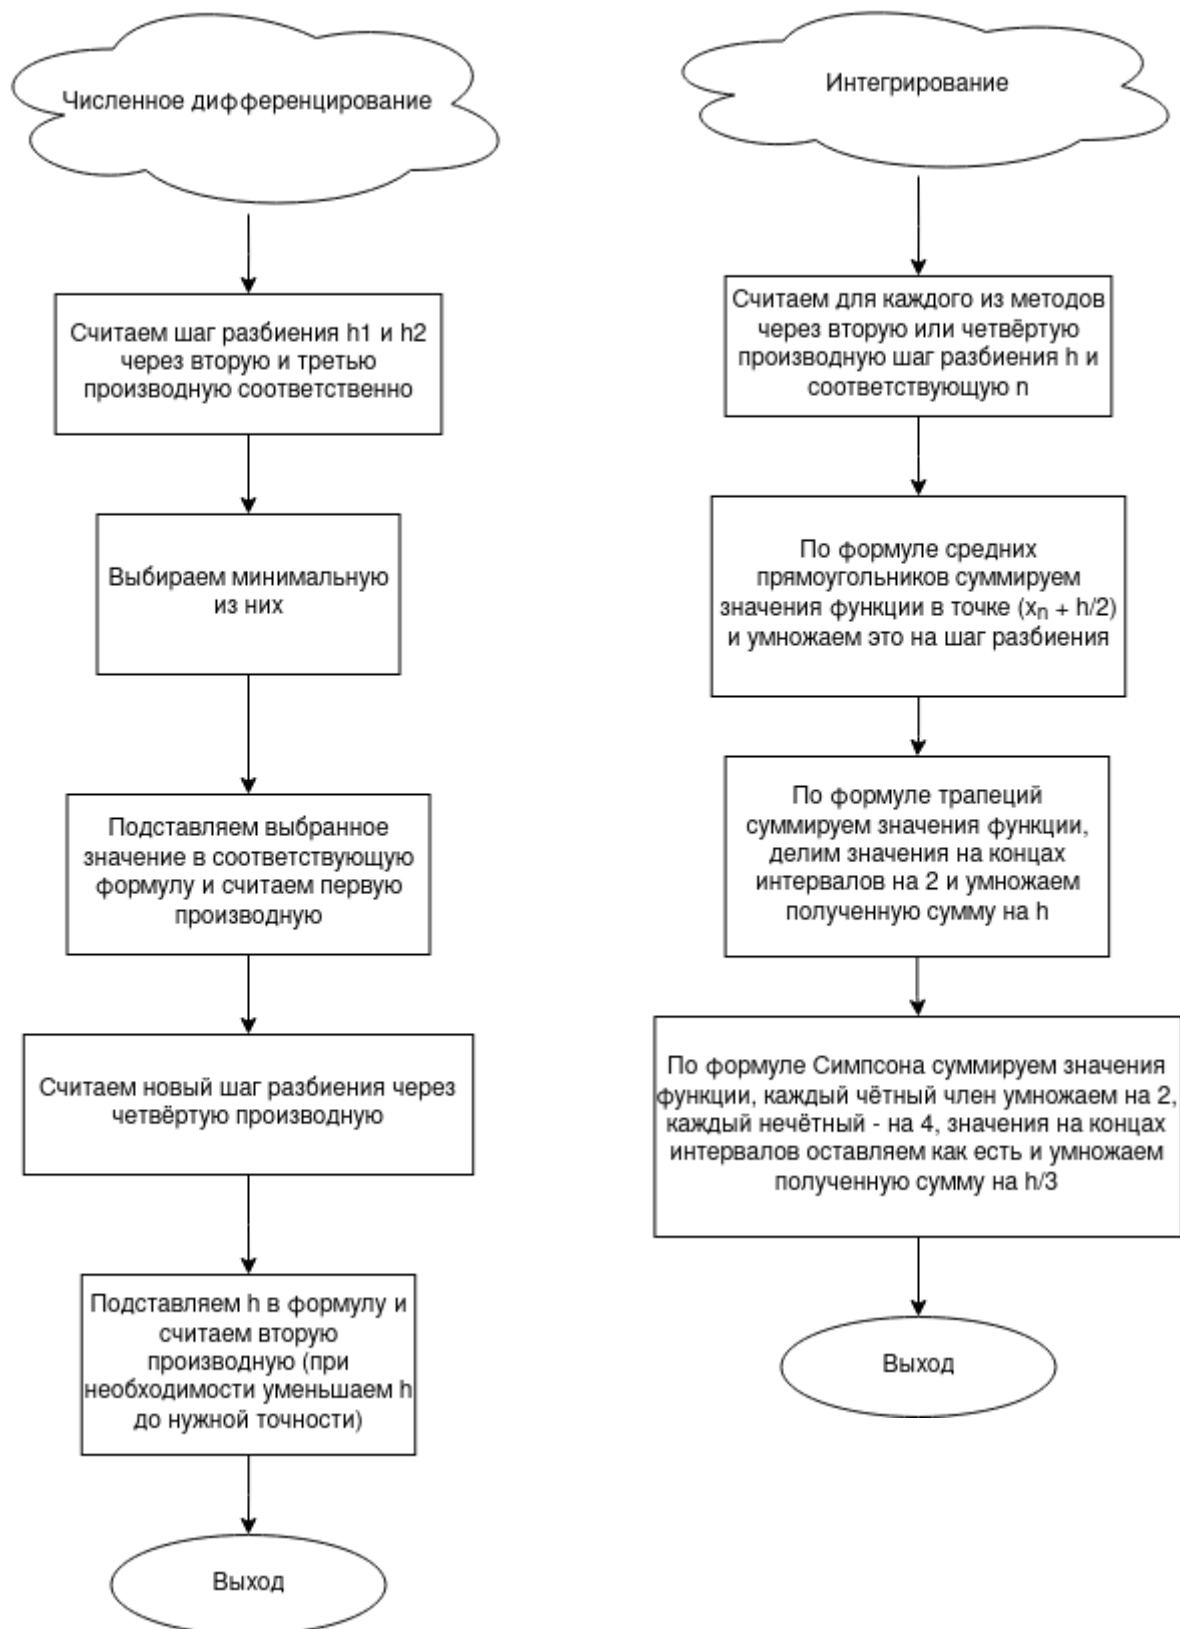 Численное дифференцирование
Считаем шаг разбиения h1 и h2
через вторую и третью
производную соответственно
Выбираем минимальную
из них
Подставляем выбранное
значение в соответствующую
формулу и считаем первую
производную
Считаем новый шаг разбиения через
четвёртую производную
Подставляем h в формулу и
считаем вторую
производную (при
необходимости уменьшаем h
до нужной точности)
Выход
Интегрирование
Считаем для каждого из методов
через вторую или четвёртую
производную шаг разбиения h и
соответствующую n
По формуле средних
прямоугольников суммируем
значения функции в точке (xₙ + h/2)
и умножаем это на шаг разбиения
По формуле трапеций
суммируем значения функции,
делим значения на концах
интервалов на 2 и умножаем
полученную сумму на h
По формуле Симпсона суммируем значения
функции, каждый чётный член умножаем на 2,
каждый нечётный - на 4, значения на концах
интервалов оставляем как есть и умножаем
полученную сумму на h/3
Выход